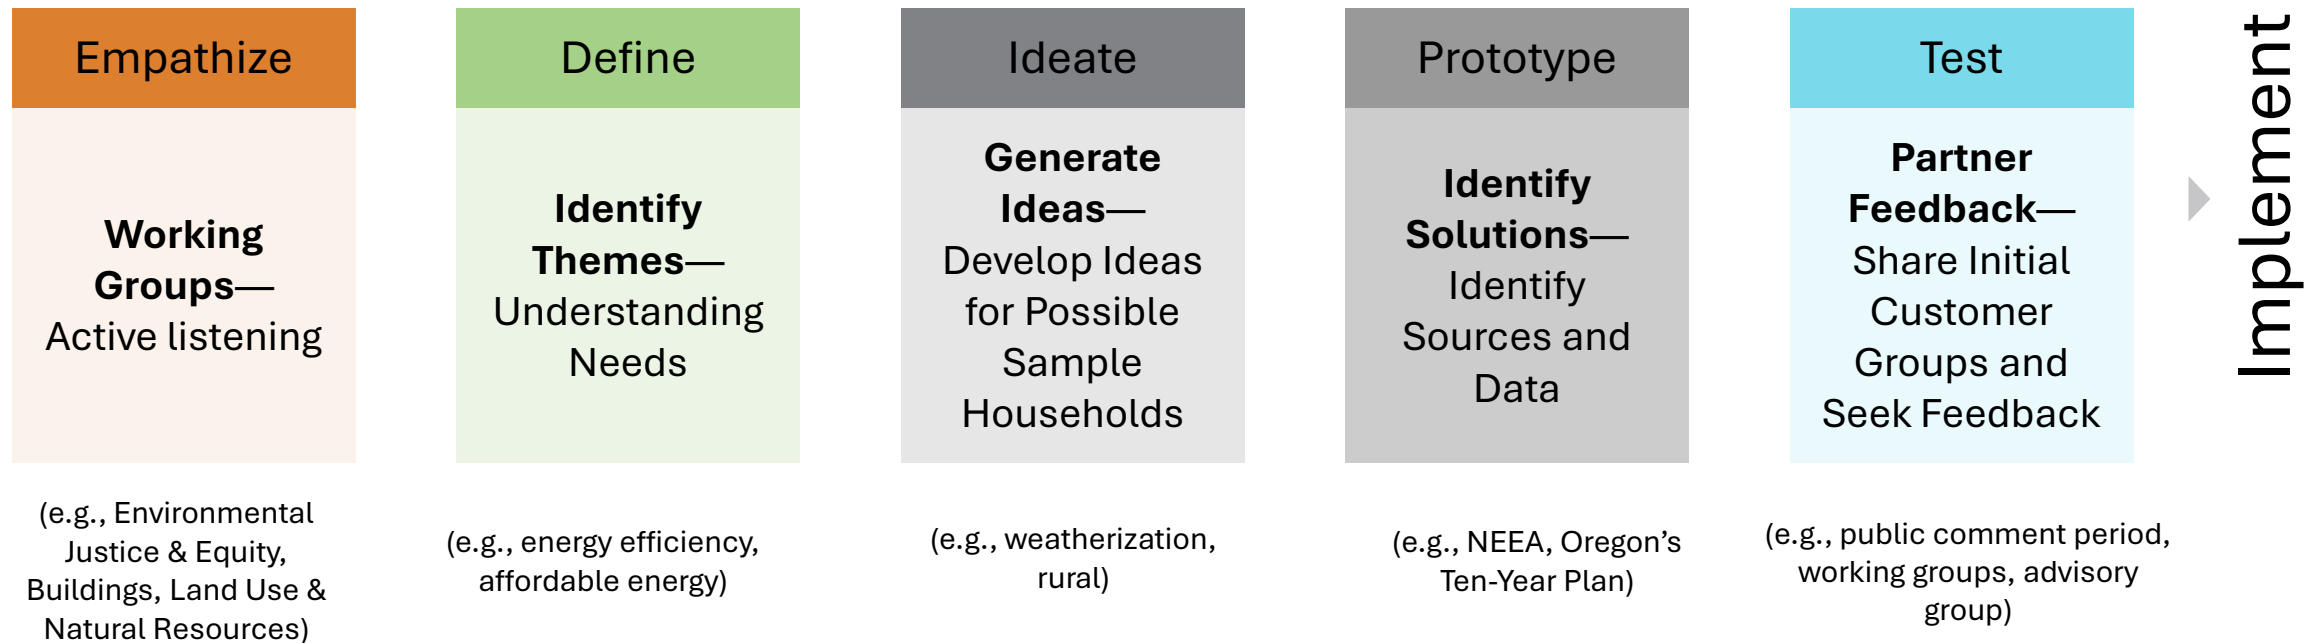 Empathize
Working
Groups—
Active listening
(e.g., Environmental
Justice & Equity,
Buildings, Land Use &
Natural Resources)
Define
Identify
Themes—
Understanding
Needs
(e.g., energy efficiency,
affordable energy)
Ideate
Generate
Ideas—
Develop Ideas
for Possible
Sample
Households
(e.g., weatherization,
rural)
Prototype
Identify
Solutions—
Identify
Sources and
Data
(e.g., NEEA, Oregon’s
Ten-Year Plan)
Test
Partner
Feedback—
Share Initial
Customer
Groups and
Seek Feedback
(e.g., public comment period,
working groups, advisory
group)
Implement